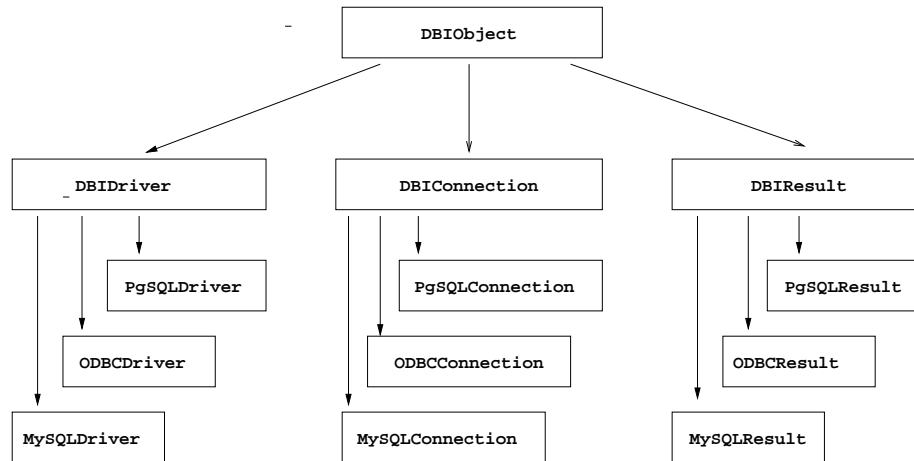 DBIObject
DBIDriver
DBIConnection
DBIResult
PgSQLDriver
PgSQLConnection
PgSQLResult
ODBCDriver
ODBCConnection
ODBCResult
MySQLDriver
MySQLConnection
MySQLResult